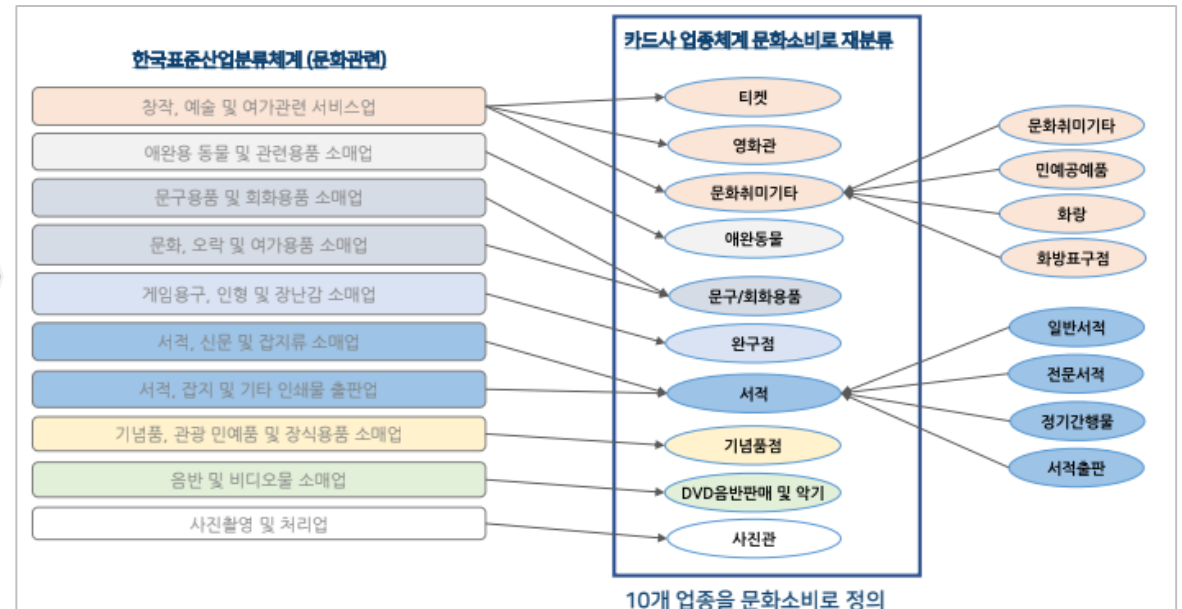 한국표준산업분류체계 (문화관련)
창작, 예술 및 여가관련 서비스업
애완용 동물 및 관련용품 소매업
문구용품 및 회화용품 소매업
문화, 오락 및 여가용품 소매업
게임용구, 인형 및 장난감 소매업
서적, 신문 및 잡지류 소매업
서적, 잡지 및 기타 인쇄물 출판업
기념품, 관광 민예품 및 장식용품 소매업
음반 및 비디오물 소매업
사진촬영 및 처리업
카드사 업종체계 문화소비로 재분류
티켓
영화관
문화취미기타
애완동물
문구/회화용품
완구점
서적
기념품점
DVD음반판매 및 악기
사진관
문화취미기타
민예공예품
화랑
화방표구점
일반서적
전문서적
정기간행물
서적출판
10개 업종을 문화소비로 정의